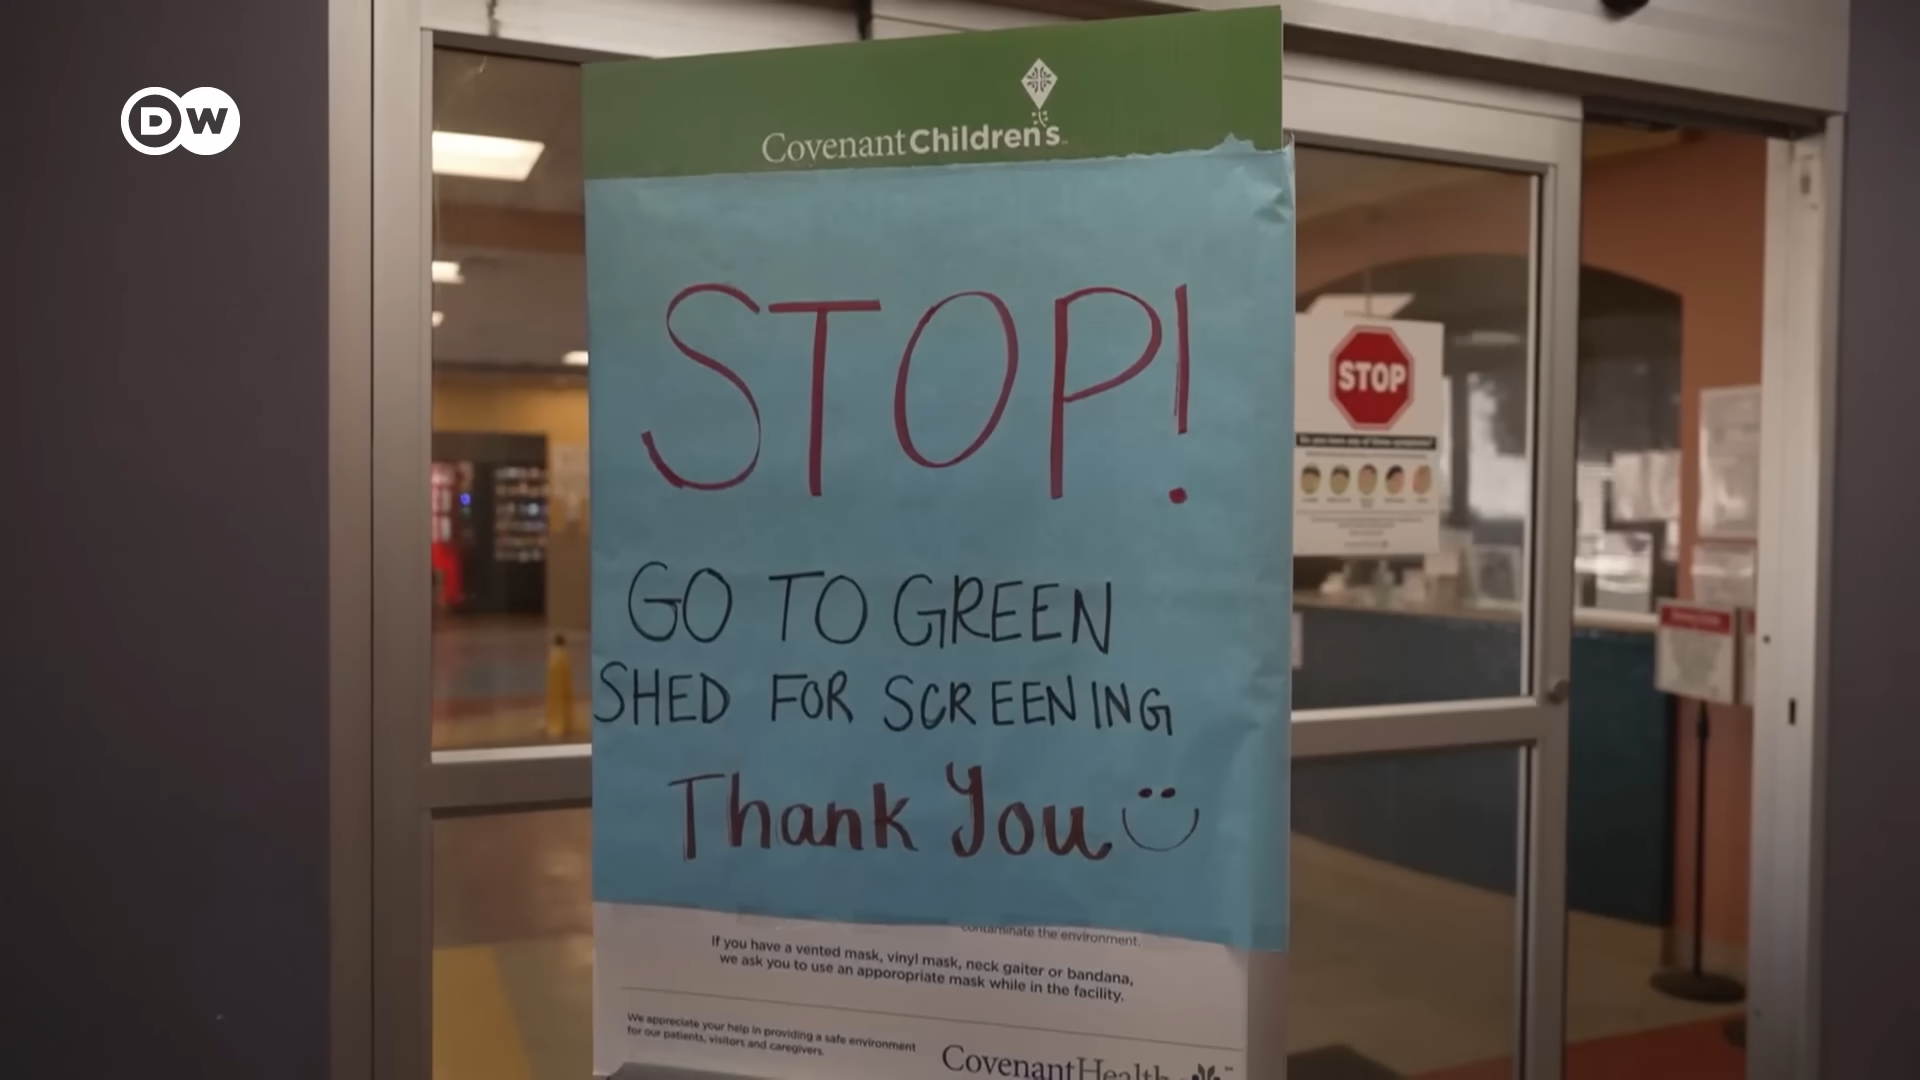 DW
Covenant Children's
STOP!
GO TO GREEN
SHED FOR SCREENING
Thank You
contaminate the environment.
If you have a vented mask, vinyl mask, neck gaiter or bandana,
we ask you to use an apporopriate mask while in the facility.
We appreciate your help in providing a safe environment
for our patients, visitors and caregivers.
CovenantHealth
STOP